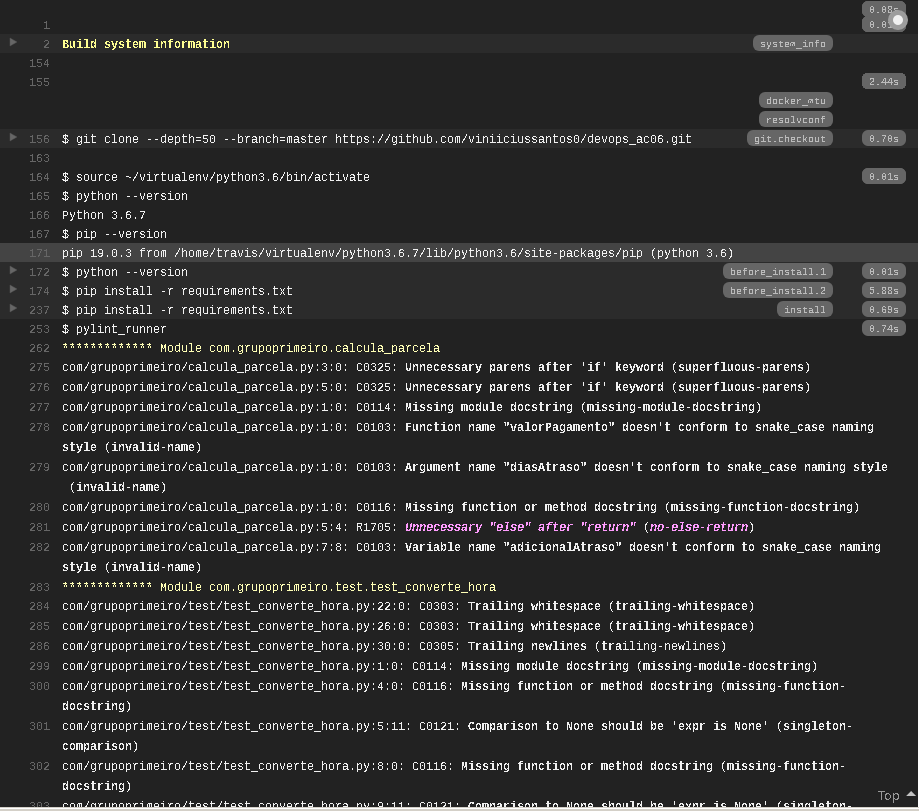 0.08s
1
2 Build system information system_info
154
155 2.44s
docker_mtu
resolvconf
156 $ git clone --depth=50 --branch=master https://github.com/viniiciussantos0/devops_ac06.git git.checkout 0.70s
163
164 $ source ~/virtualenv/python3.6/bin/activate 0.01s
165 $ python --version
166 Python 3.6.7
167 $ pip --version
171 pip 19.0.3 from /home/travis/virtualenv/python3.6.7/lib/python3.6/site-packages/pip (python 3.6)
172 $ python --version before_install.1 0.01s
174 $ pip install -r requirements.txt before_install.2 5.88s
237 $ pip install -r requirements.txt install 0.69s
253 $ pylint_runner 0.74s
262 ************* Module com.grupoprimeiro.calcula_parcela
275 com/grupoprimeiro/calcula_parcela.py:3:0: C0325: Unnecessary parens after 'if' keyword (superfluous-parens)
276 com/grupoprimeiro/calcula_parcela.py:5:0: C0325: Unnecessary parens after 'if' keyword (superfluous-parens)
277 com/grupoprimeiro/calcula_parcela.py:1:0: C0114: Missing module docstring (missing-module-docstring)
278 com/grupoprimeiro/calcula_parcela.py:1:0: C0103: Function name "valorPagamento" doesn't conform to snake_case naming
style (invalid-name)
279 com/grupoprimeiro/calcula_parcela.py:1:0: C0103: Argument name "diasAtraso" doesn't conform to snake_case naming style
(invalid-name)
280 com/grupoprimeiro/calcula_parcela.py:1:0: C0116: Missing function or method docstring (missing-function-docstring)
281 com/grupoprimeiro/calcula_parcela.py:5:4: R1705: Unnecessary "else" after "return" (no-else-return)
282 com/grupoprimeiro/calcula_parcela.py:7:8: C0103: Variable name "adicionalAtraso" doesn't conform to snake_case naming
style (invalid-name)
283 ************* Module com.grupoprimeiro.test.test_converte_hora
284 com/grupoprimeiro/test/test_converte_hora.py:22:0: C0303: Trailing whitespace (trailing-whitespace)
285 com/grupoprimeiro/test/test_converte_hora.py:26:0: C0303: Trailing whitespace (trailing-whitespace)
286 com/grupoprimeiro/test/test_converte_hora.py:30:0: C0305: Trailing newlines (trailing-newlines)
299 com/grupoprimeiro/test/test_converte_hora.py:1:0: C0114: Missing module docstring (missing-module-docstring)
300 com/grupoprimeiro/test/test_converte_hora.py:4:0: C0116: Missing function or method docstring (missing-function-
docstring)
301 com/grupoprimeiro/test/test_converte_hora.py:5:11: C0121: Comparison to None should be 'expr is None' (singleton-
comparison)
302 com/grupoprimeiro/test/test_converte_hora.py:8:0: C0116: Missing function or method docstring (missing-function-
docstring)
303 com/grupoprimeiro/test/test_converte_hora.py:9:11: C0121: Comparison to None should be 'expr is None' (singleton-
Top